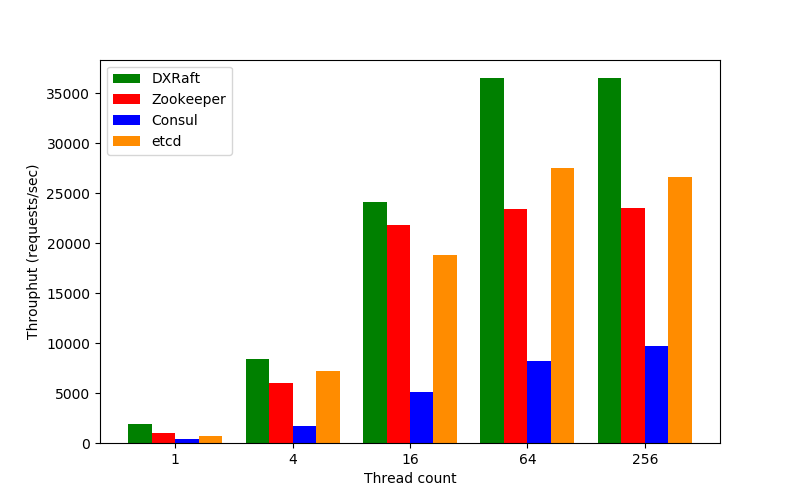 DXRaft
Zookeeper
Consul
etcd
Throuphut (requests/sec)
35000
30000
25000
20000
15000
10000
5000
0
1 4 16 64 256
Thread count